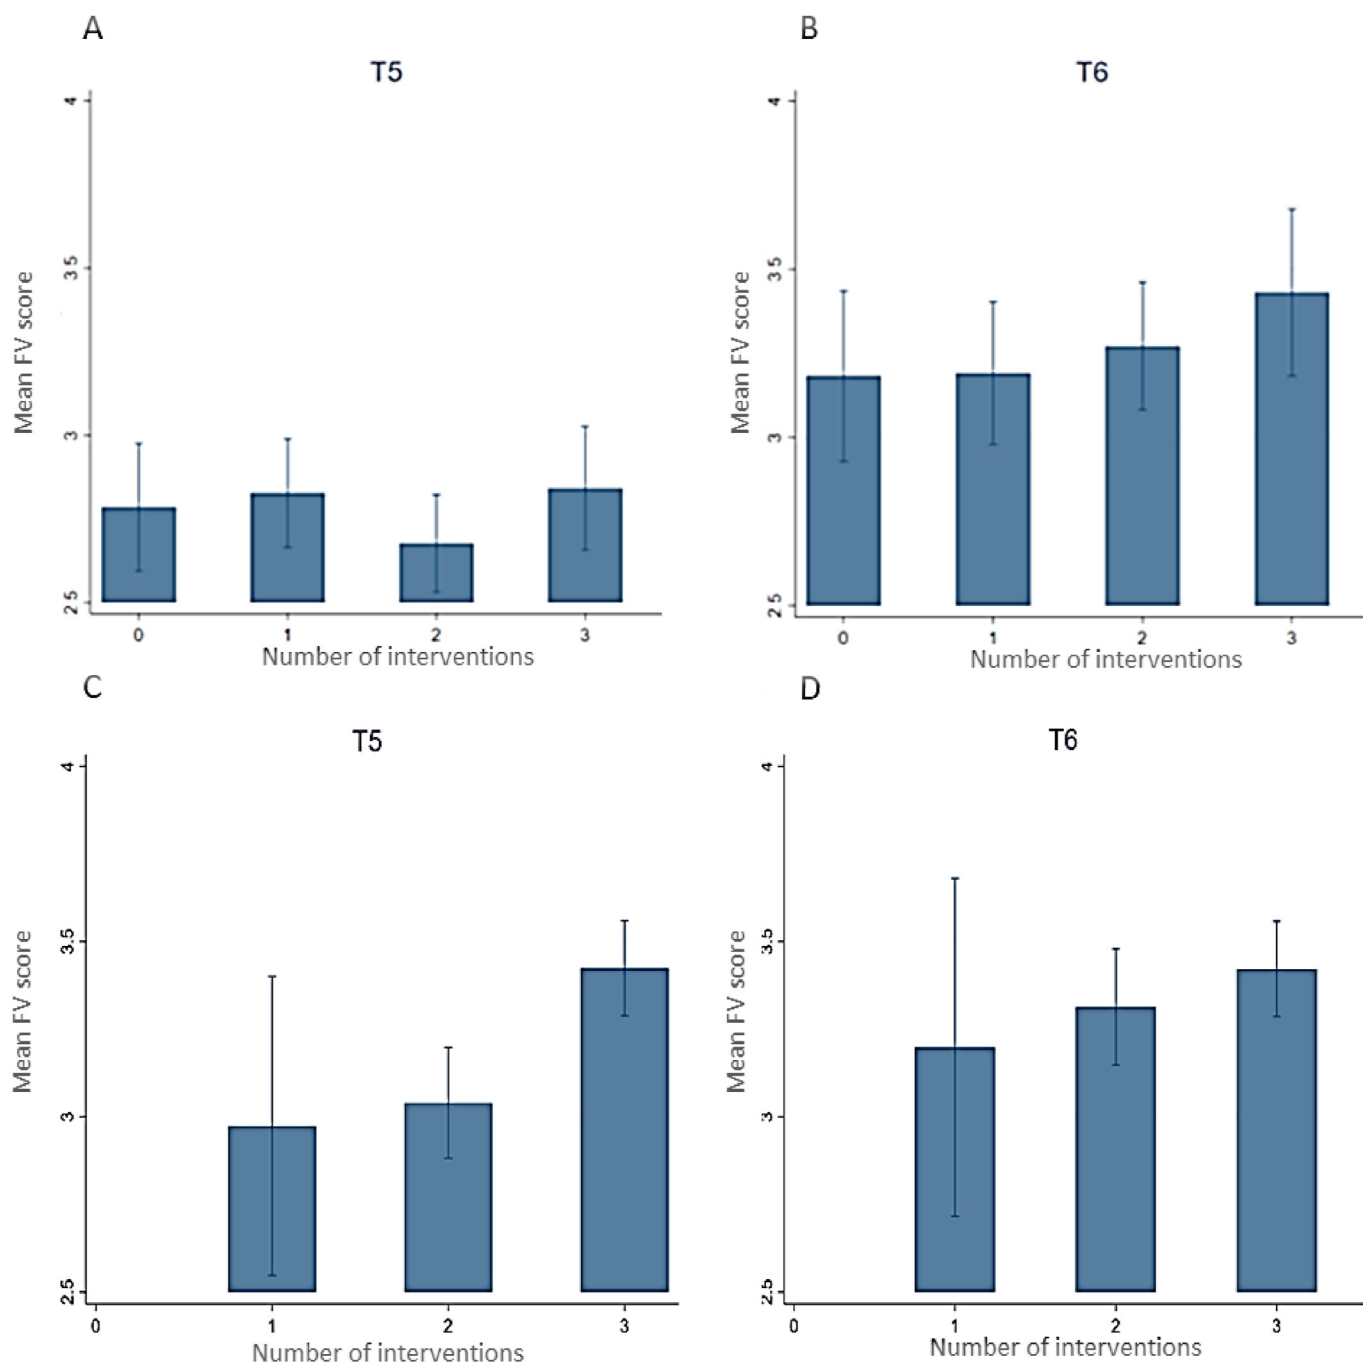 A
T5
4
3.5
3
2.5
Mean FV score
0 1 2 3
Number of interventions
B
T6
4
3.5
3
2.5
Mean FV score
0 1 2 3
Number of interventions
C
T5
4
3.5
3
2.5
Mean FV score
0 1 2 3
Number of interventions
D
T6
4
3.5
3
2.5
Mean FV score
0 1 2 3
Number of interventions